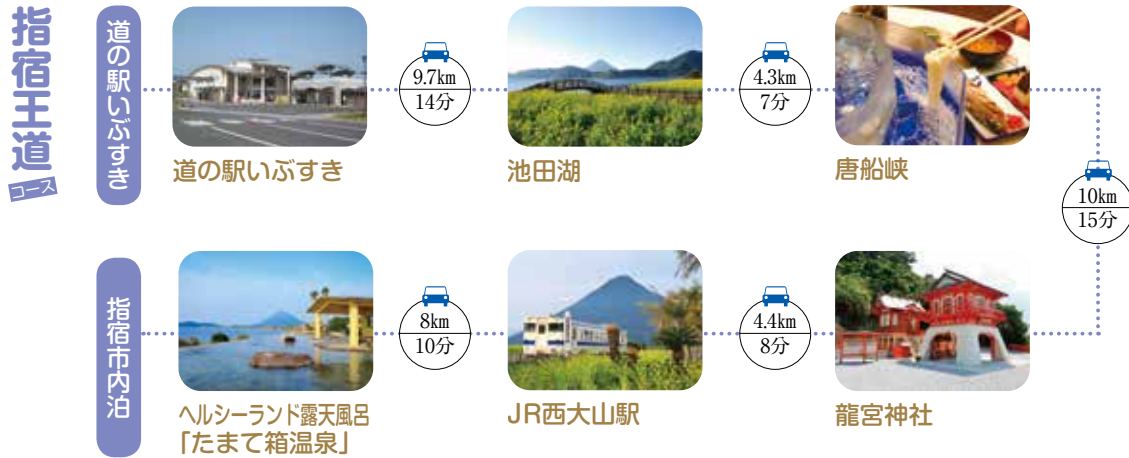 指宿王道
コース
道の駅いぶすき
道の駅いぶすき
9.7km
14分
池田湖
4.3km
7分
唐船峡
10km
15分
龍宮神社
4.4km
8分
JR西大山駅
8km
10分
ヘルシーランド露天風呂
「たまて箱温泉」
指宿市内泊